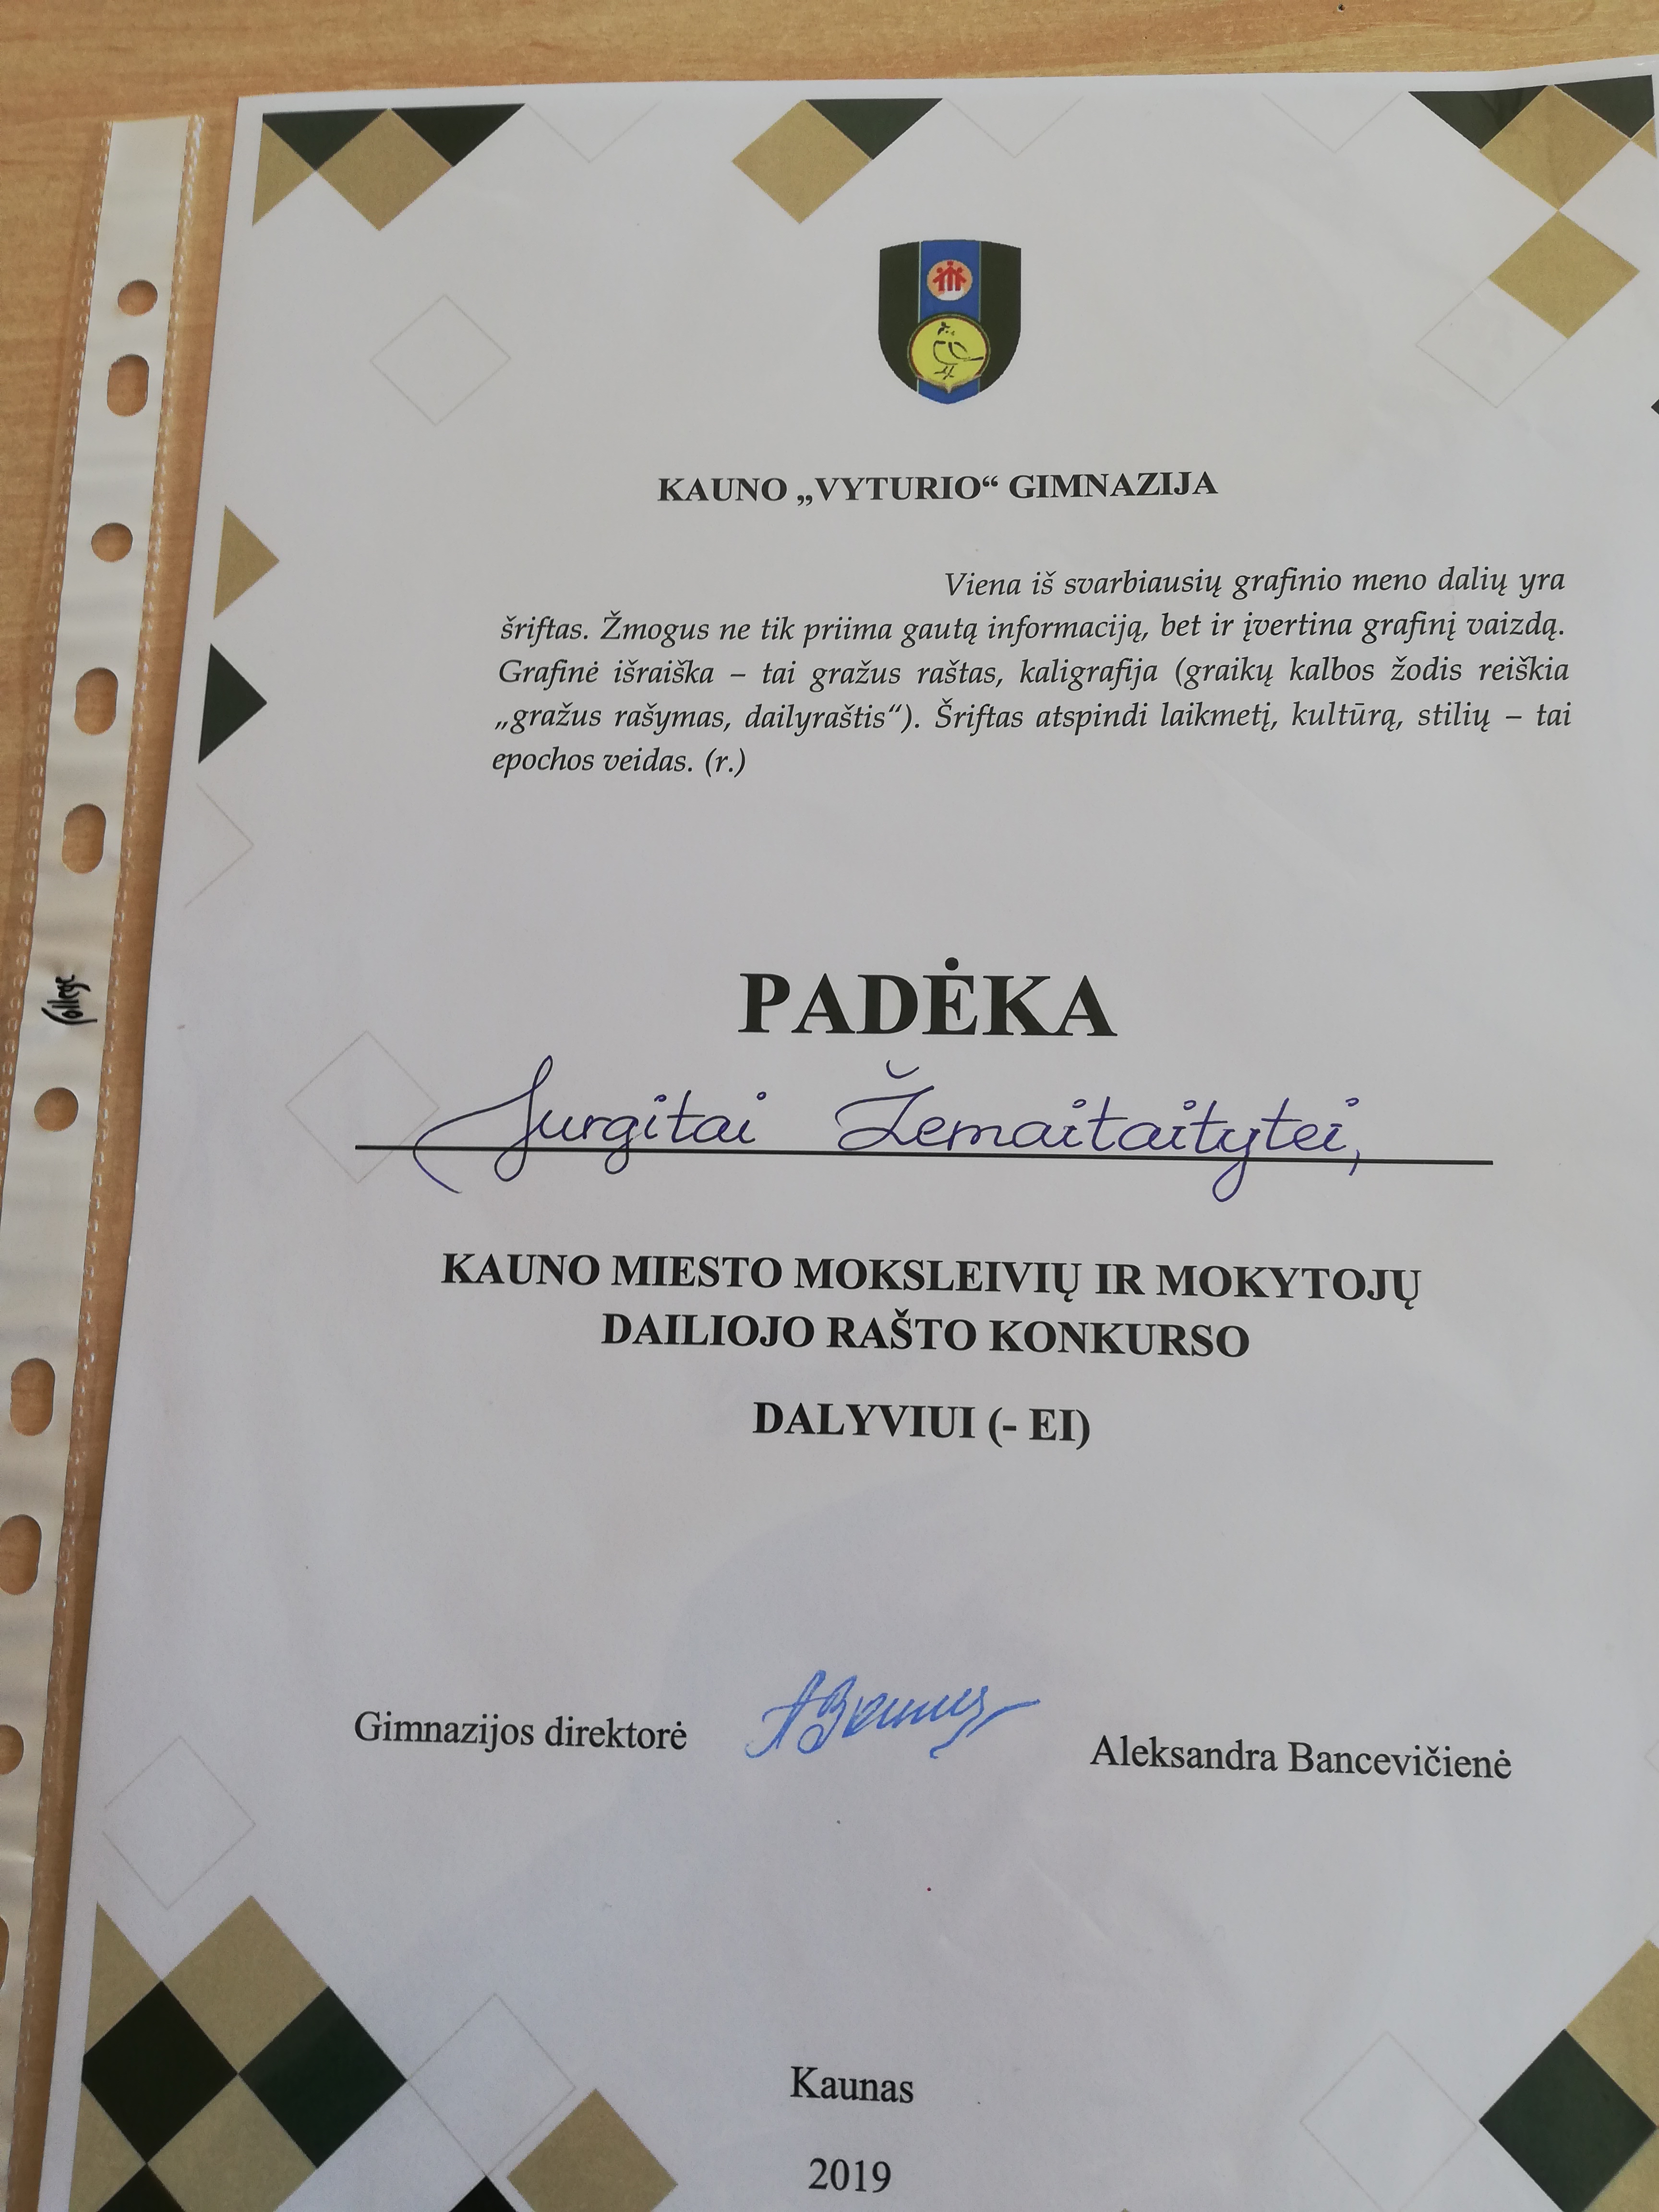 KAUNO „VYTURIO“ GIMNAZIJA
Viena iš svarbiausių grafinio meno dalių yra
šriftas. Žmogus ne tik priima gautą informaciją, bet ir įvertina grafinį vaizdą.
Grafinė išraiška – tai gražus raštas, kaligrafija (graikų kalbos žodis reiškia
„gražus rašymas, dailyraštis“). Šriftas atspindi laikmetį, kultūrą, stilių – tai
epochos veidas. (r.)
PADĖKA
Jurgitai Žemaitaitytei,
KAUNO MIESTO MOKSLEIVIŲ IR MOKYTOJŲ
DAILIOJO RAŠTO KONKURSO
DALYVIUI (- EI)
Gimnazijos direktorė
Aleksandra Bancevičienė
Kaunas
2019
College